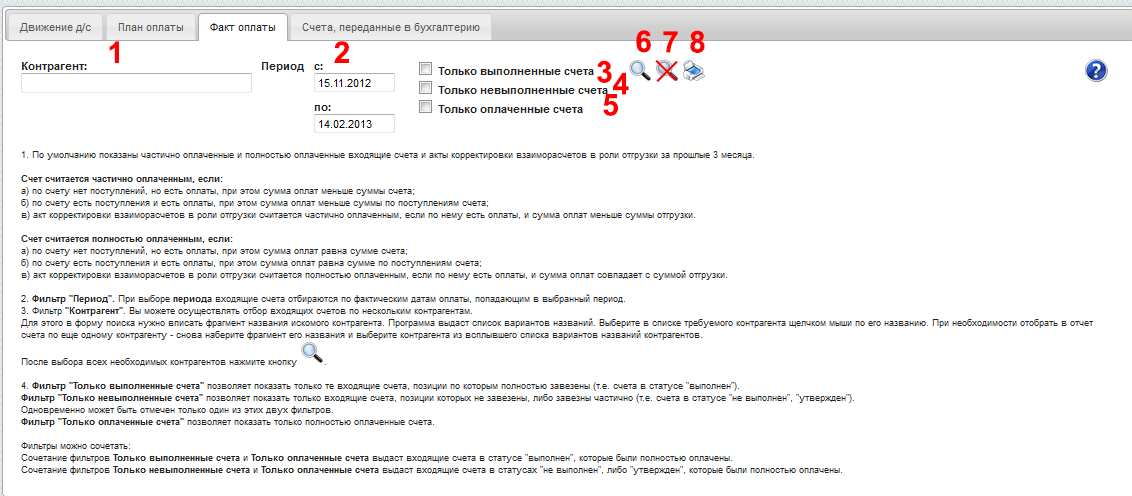 Движение д/с План оплаты Факт оплаты Счета, переданные в бухгалтерию
1 2 6 7 8
Контрагент: Период с: Только выполненные счета 3
15.11.2012 Только невыполненные счета 4
по: Только оплаченные счета 5
14.02.2013
1. По умолчанию показаны частично оплаченные и полностью оплаченные входящие счета и акты корректировки взаиморасчетов в роли отгрузки за прошлые 3 месяца.
Счет считается частично оплаченным, если:
а) по счету нет поступлений, но есть оплаты, при этом сумма оплат меньше суммы счета;
б) по счету есть поступления и есть оплаты, при этом сумма оплат меньше суммы по поступлениям счета;
в) акт корректировки взаиморасчетов в роли отгрузки считается частично оплаченным, если по нему есть оплаты, и сумма оплат меньше суммы отгрузки.
Счет считается полностью оплаченным, если:
а) по счету нет поступлений, но есть оплаты, при этом сумма оплат равна сумме счета;
б) по счету есть поступления и есть оплаты, при этом сумма оплат равна сумме по поступлениям счета;
в) акт корректировки взаиморасчетов в роли отгрузки считается полностью оплаченным, если по нему есть оплаты, и сумма оплат совпадает с суммой отгрузки.
2. Фильтр "Период". При выборе периода входящие счета отбираются по фактическим датам оплаты, попадающим в выбранный период.
3. Фильтр "Контрагент". Вы можете осуществлять отбор входящих счетов по нескольким контрагентам.
Для этого в форму поиска нужно вписать фрагмент названия искомого контрагента. Программа выдаст список вариантов названий. Выберите в списке требуемого контрагента щелчком мыши по его названию. При необходимости отобрать в отчет
счета по еще одному контрагенту - снова наберите фрагмент его названия и выберите контрагента из всплывшего списка вариантов названий контрагентов.
После выбора всех необходимых контрагентов нажмите кнопку .
4. Фильтр "Только выполненные счета" позволяет показать только те входящие счета, позиции по которым полностью завезены (т.е. счета в статусе "выполнен").
Фильтр "Только невыполненные счета" позволяет показать только входящие счета, позиции которых не завезены, либо завезны частично (т.е. счета в статусе "не выполнен", "утвержден").
Одновременно может быть отмечен только один из этих двух фильтров.
Фильтр "Только оплаченные счета" позволяет показать только полностью оплаченные счета.
Фильтры можно сочетать:
Сочетание фильтров Только выполненные счета и Только оплаченные счета выдаст входящие счета в статусе "выполнен", которые были полностью оплачены.
Сочетание фильтров Только невыполненные счета и Только оплаченные счета выдаст входящие счета в статусах "не выполнен", либо "утвержден", которые были полностью оплачены.